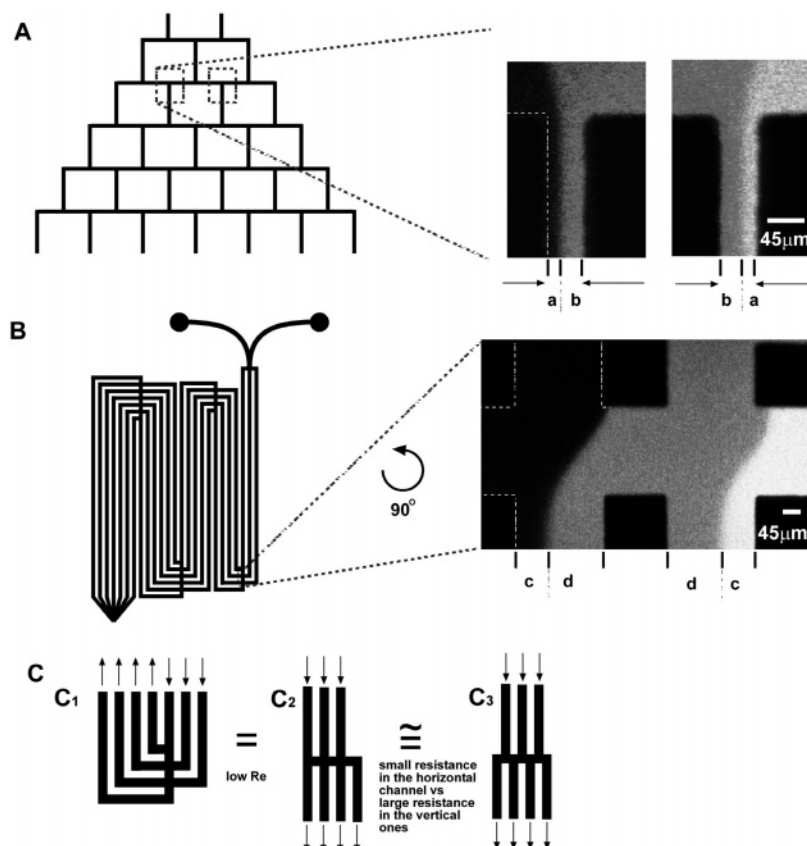 A
45µm
a b
b a
B
90°
45µm
c d
d c
C
C1
=
low Re
C2
≅
small resistance
in the horizontal
channel vs
large resistance
in the vertical
ones
C3